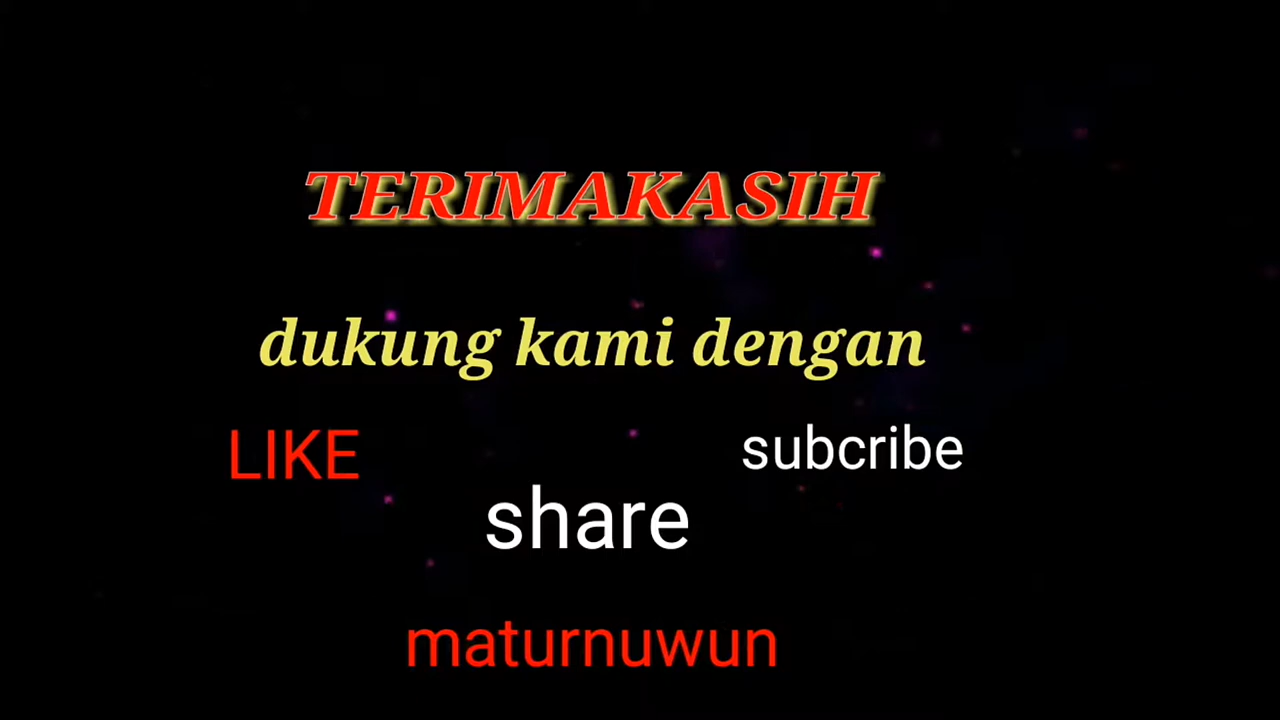 TERIMAKASIH
dukung kami dengan
LIKE
subcribe
share
maturnuwun